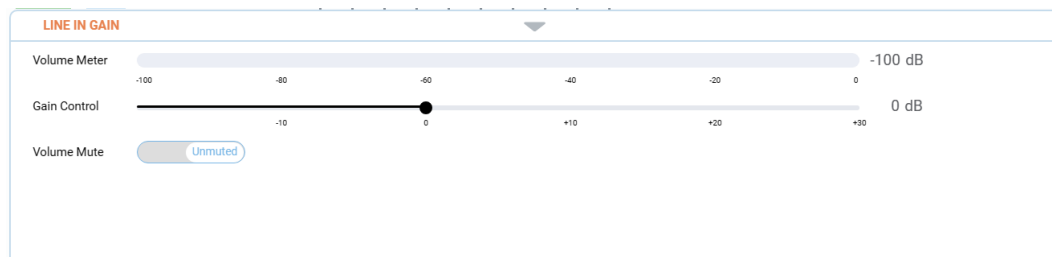 LINE IN GAIN
Volume Meter -100 dB
-100 -80 -60 -40 -20 0
Gain Control 0 dB
-10 0 +10 +20 +30
Volume Mute Unmuted